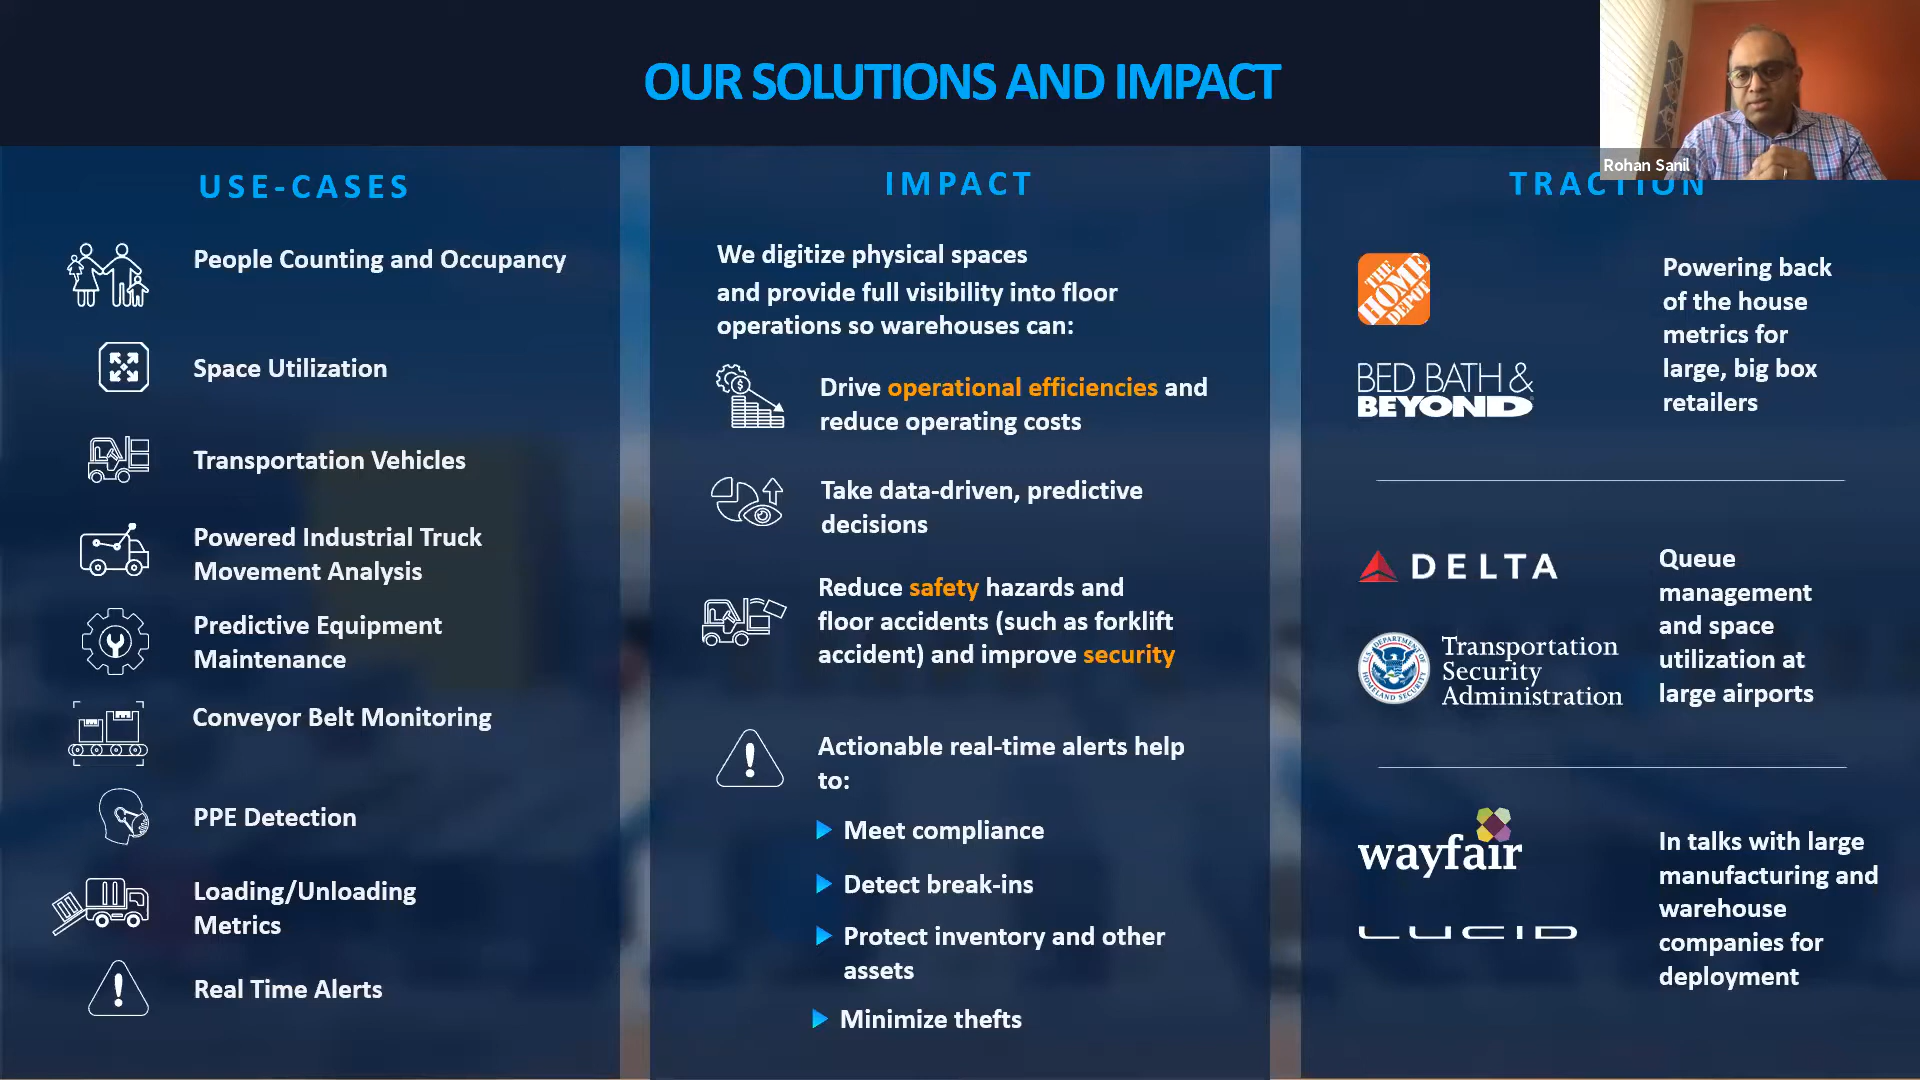 OUR SOLUTIONS AND IMPACT
Rohan Sanil
USE-CASES
People Counting and Occupancy
Space Utilization
Transportation Vehicles
Powered Industrial Truck
Movement Analysis
Predictive Equipment
Maintenance
Conveyor Belt Monitoring
PPE Detection
Loading/Unloading
Metrics
Real Time Alerts
IMPACT
We digitize physical spaces
and provide full visibility into floor
operations so warehouses can:
Drive operational efficiencies and
reduce operating costs
Take data-driven, predictive
decisions
Reduce safety hazards and
floor accidents (such as forklift
accident) and improve security
Actionable real-time alerts help
to:
Meet compliance
Detect break-ins
Protect inventory and other
assets
Minimize thefts
TRACTION
THE
HOME
DEPOT
BED BATH &
BEYOND
Powering back
of the house
metrics for
large, big box
retailers
DELTA
Transportation
Security
Administration
Queue
management
and space
utilization at
large airports
wayfair
LUCID
In talks with large
manufacturing and
warehouse
companies for
deployment